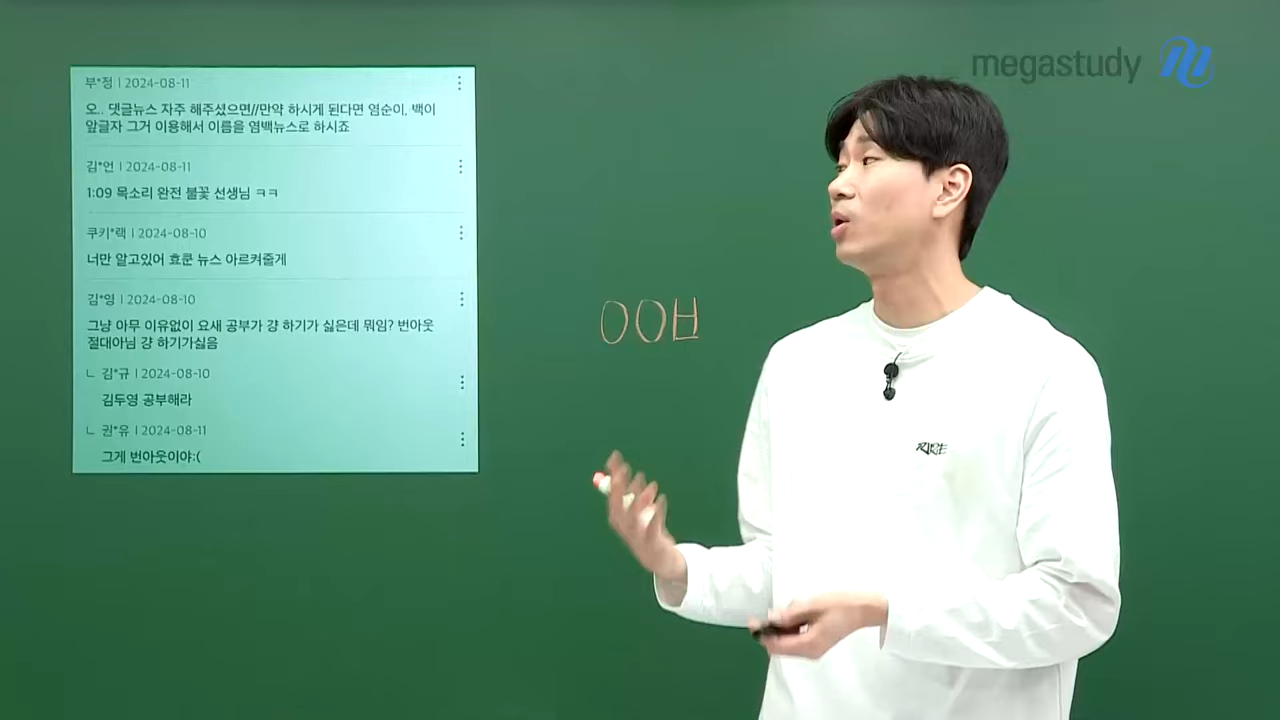 megastudy
부*정 | 2024-08-11
오.. 댓글뉴스 자주 해주셨으면//만약 하시게 된다면 염순이, 백이
앞글자 그거 이용해서 이름을 염백뉴스로 하시죠
김*언 | 2024-08-11
1:09 목소리 완전 불꽃 선생님 ㅋㅋ
쿠키*랙 | 2024-08-10
너만 알고있어 효쿤 뉴스 아르켜줄게
김*영 | 2024-08-10
그냥 아무 이유없이 요새 공부가 걍 하기가 싫은데 뭐임? 번아웃
절대아님 걍 하기가싫음
ㄴ 김*규 | 2024-08-10
김두영 공부해라
ㄴ 권*유 | 2024-08-11
그게 번아웃이야:(